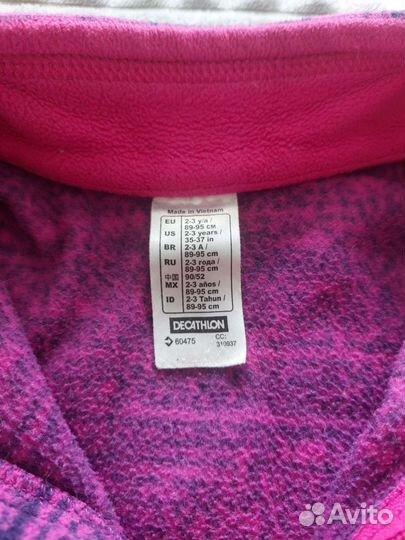 Made in Vietnam
EU 2-3 y/a /
89-95 cm
US 2-3 years /
35-37 in
BR 2-3 A /
89-95 cm
RU 2-3 года /
89-95 cm
中国 90/52
MX 2-3 años /
89-95 cm
ID 2-3 Tahun /
89-95 cm
DECATHLON
60475 CC:
310937
Avito